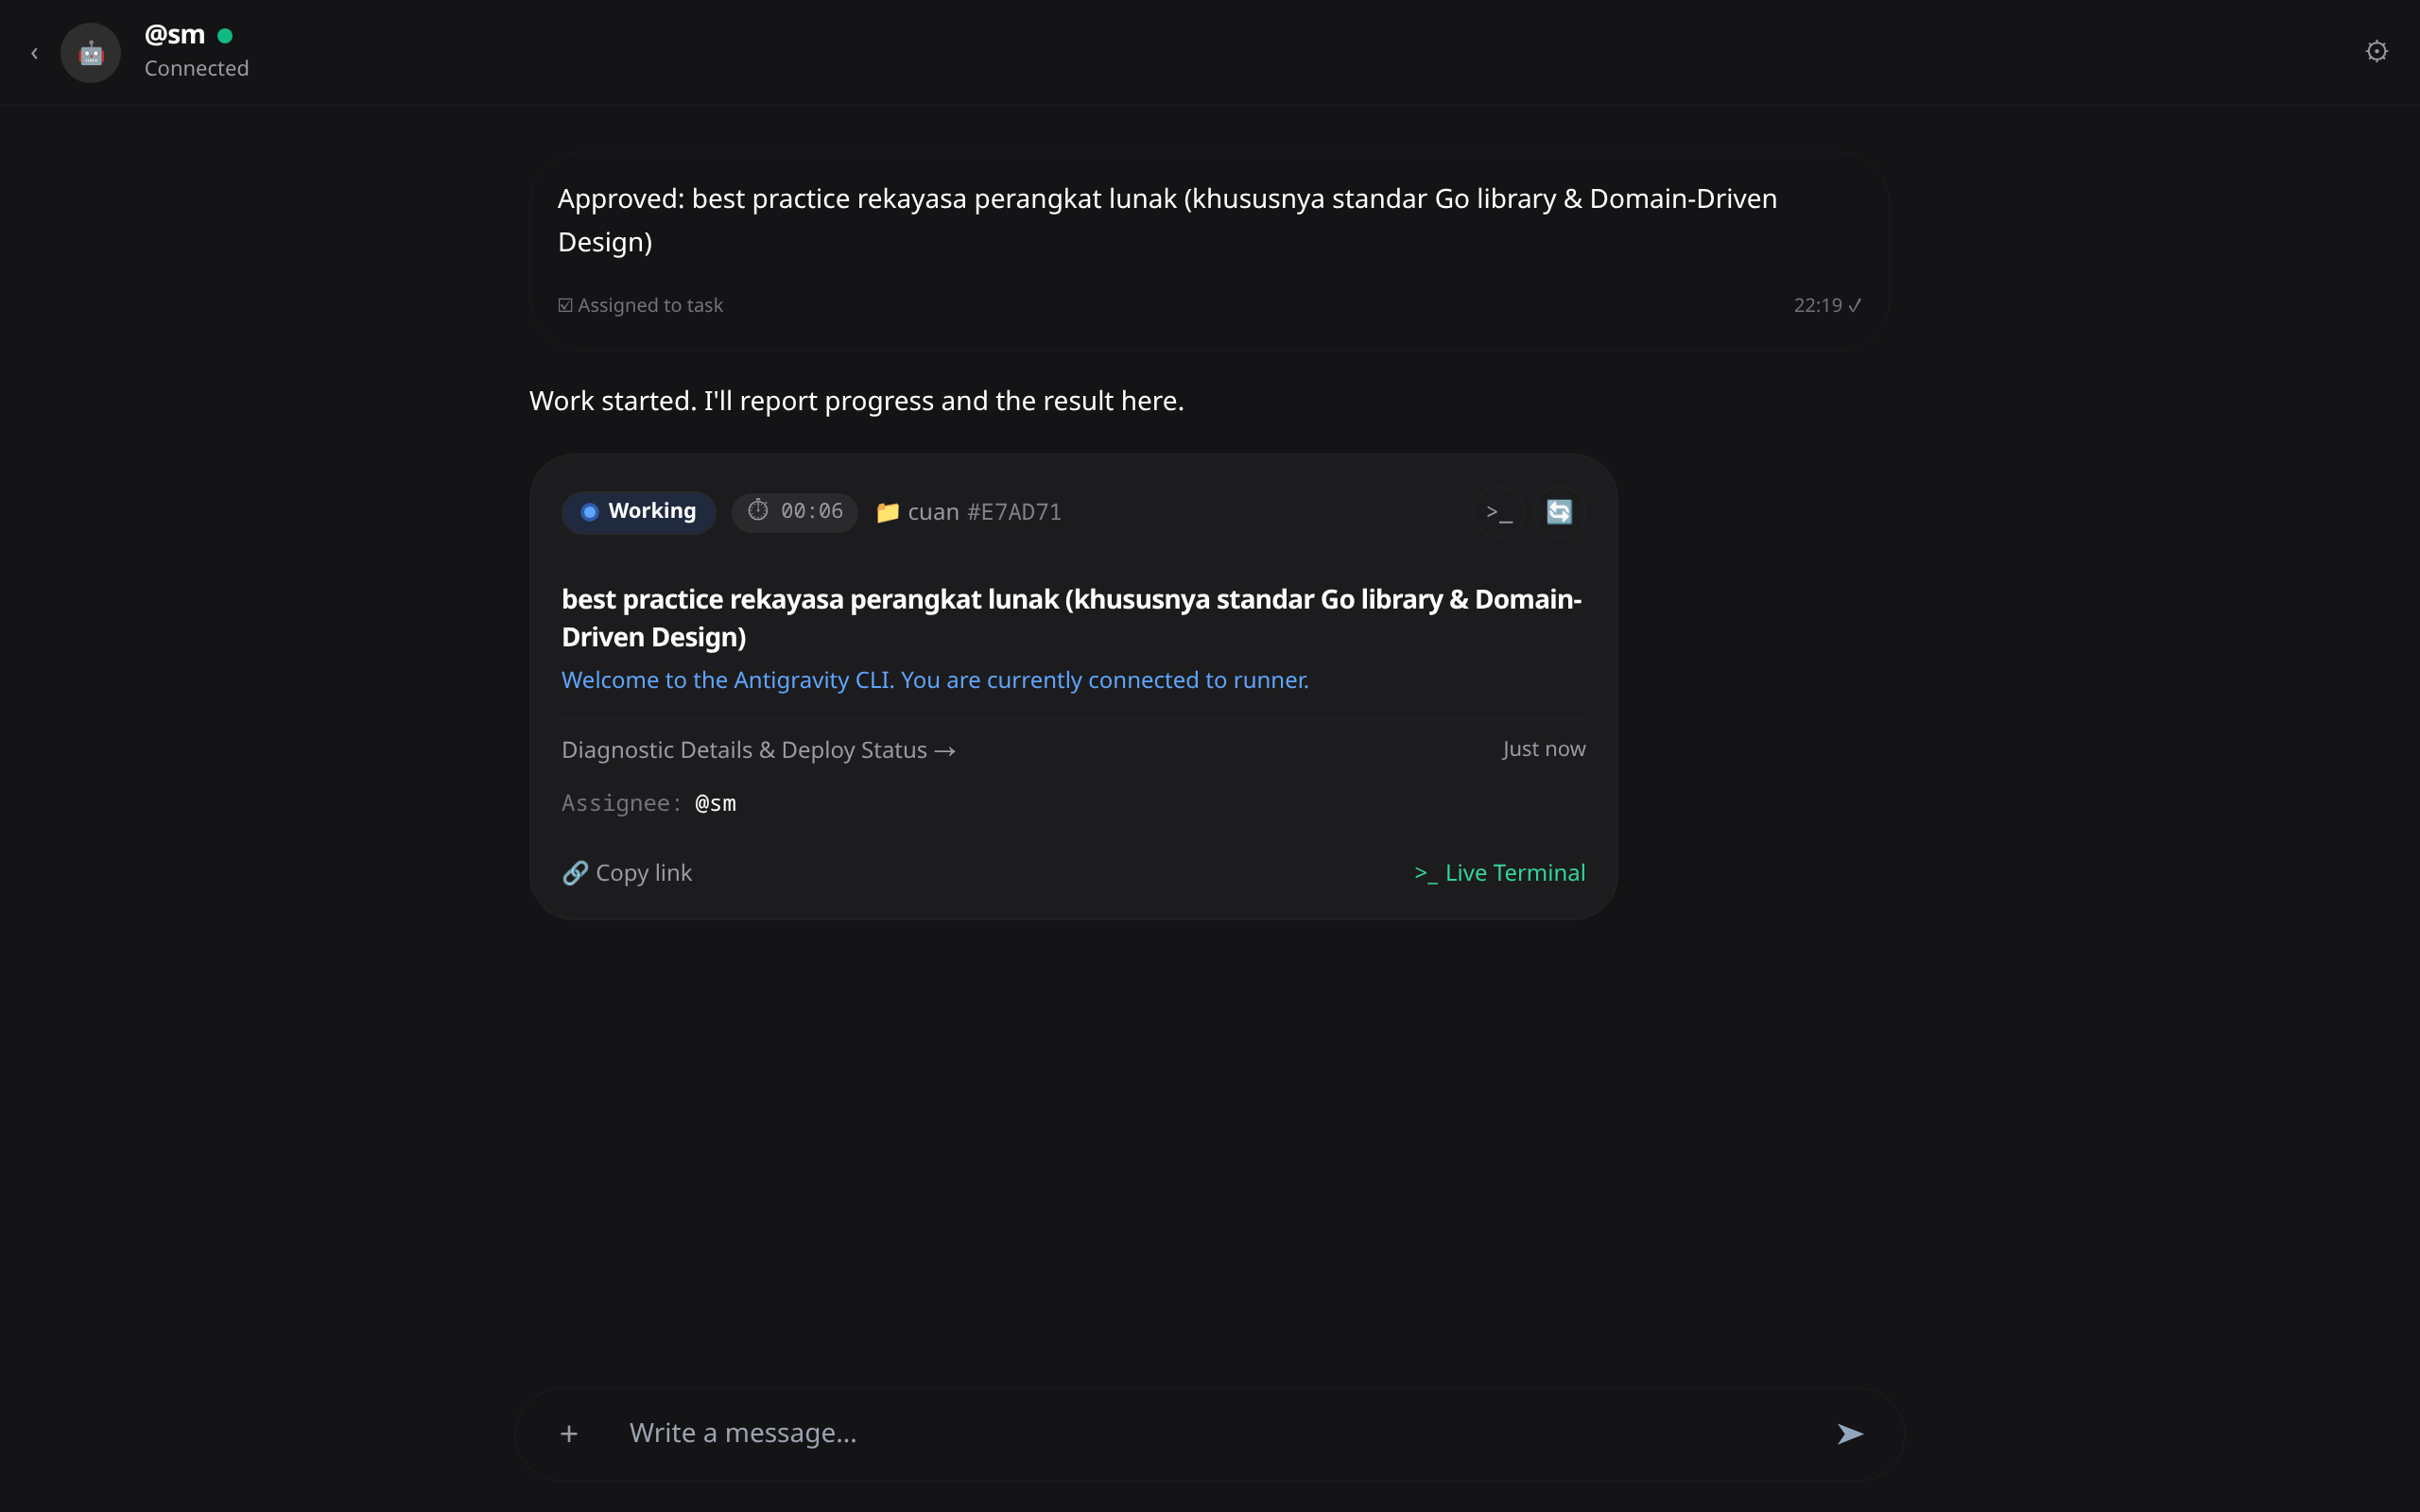 ‹ 🤖 @sm
Connected
⚙
Approved: best practice rekayasa perangkat lunak (khususnya standar Go library & Domain-Driven
Design)
☑ Assigned to task 22:19 ✓
Work started. I'll report progress and the result here.
Working ⏱ 00:06 📁 cuan #E7AD71 >_ 🔄
best practice rekayasa perangkat lunak (khususnya standar Go library & Domain-
Driven Design)
Welcome to the Antigravity CLI. You are currently connected to runner.
Diagnostic Details & Deploy Status → Just now
Assignee: @sm
🔗 Copy link >_ Live Terminal
+ Write a message... ➤